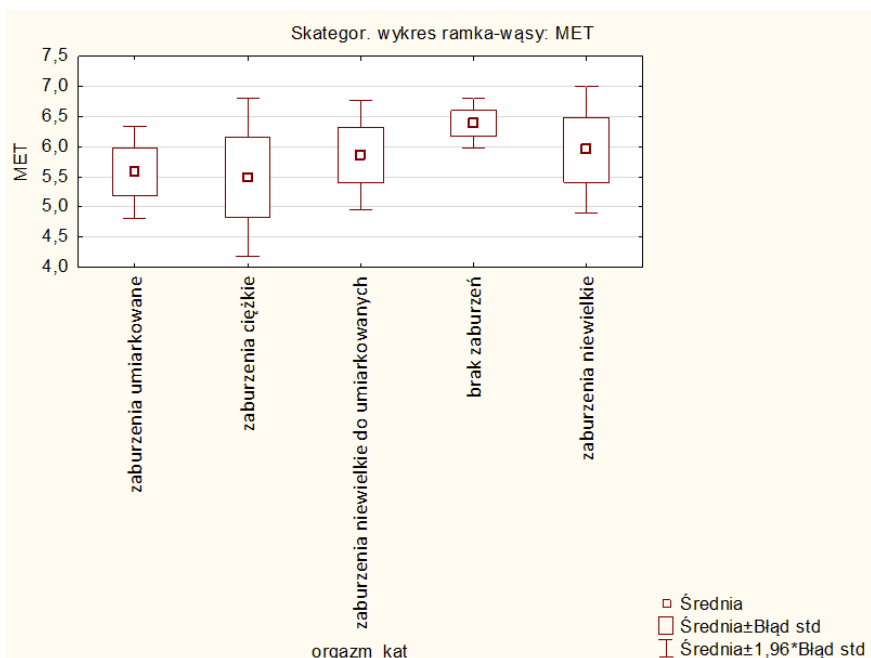 Skategor. wykres ramka-wąsy: MET
7,5
7,0
6,5
6,0
5,5
5,0
4,5
4,0
MET
zaburzenia umiarkowane
zaburzenia ciężkie
zaburzenia niewielkie do umiarkowanych
brak zaburzeń
zaburzenia niewielkie
orgazm_kat
Średnia
Średnia±Błąd std
Średnia±1,96*Błąd std